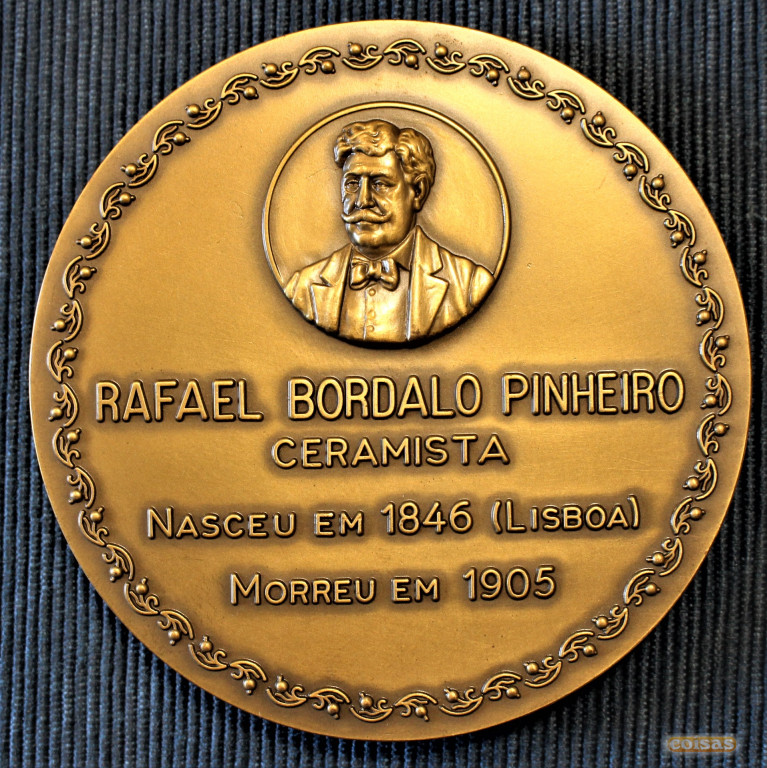 RAFAEL BORDALO PINHEIRO
CERAMISTA
NASCEU EM 1846 (LISBOA)
MORREU EM 1905
coisas